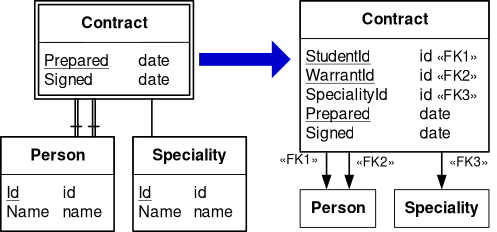 Contract
Prepared date
Signed date
Person
Id id
Name name
Speciality
Id id
Name name
Contract
StudentId id «FK1»
WarrantId id «FK2»
SpecialityId id «FK3»
Prepared date
Signed date
«FK1» «FK2» «FK3»
Person
Speciality